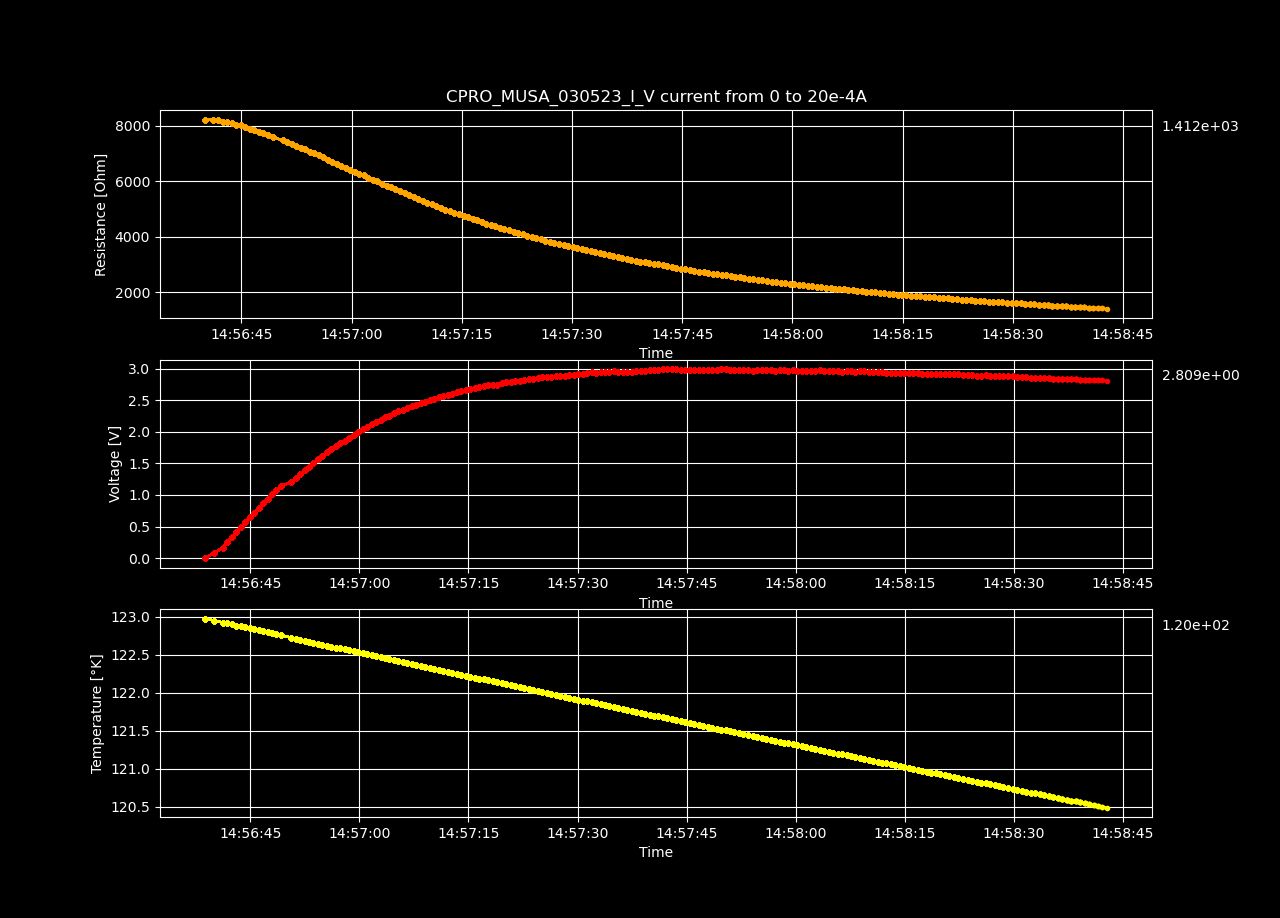 CPRO_MUSA_030523_I_V current from 0 to 20e-4A
8000
6000
4000
2000
Resistance [Ohm]
1.412e+03
14:56:45 14:57:00 14:57:15 14:57:30 14:57:45 14:58:00 14:58:15 14:58:30 14:58:45
Time
3.0
2.5
2.0
1.5
1.0
0.5
0.0
Voltage [V]
2.809e+00
14:56:45 14:57:00 14:57:15 14:57:30 14:57:45 14:58:00 14:58:15 14:58:30 14:58:45
Time
123.0
122.5
122.0
121.5
121.0
120.5
Temperature [°K]
1.20e+02
14:56:45 14:57:00 14:57:15 14:57:30 14:57:45 14:58:00 14:58:15 14:58:30 14:58:45
Time